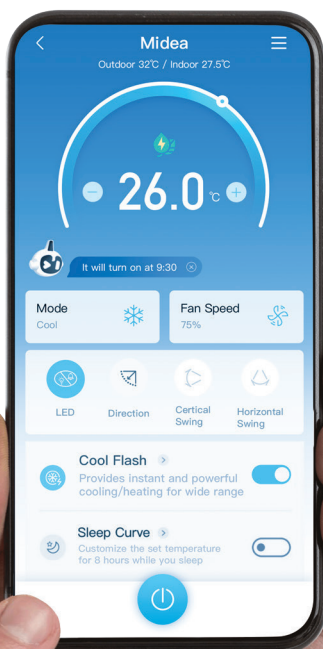 Midea
Outdoor 32℃ / Indoor 27.5℃
26.0 ℃
It will turn on at 9:30
Mode
Cool
Fan Speed
75%
LED
Direction
Certical
Swing
Horizontal
Swing
Cool Flash
Provides instant and powerful
cooling/heating for wide range
Sleep Curve
Customize the set temperature
for 8 hours while you sleep